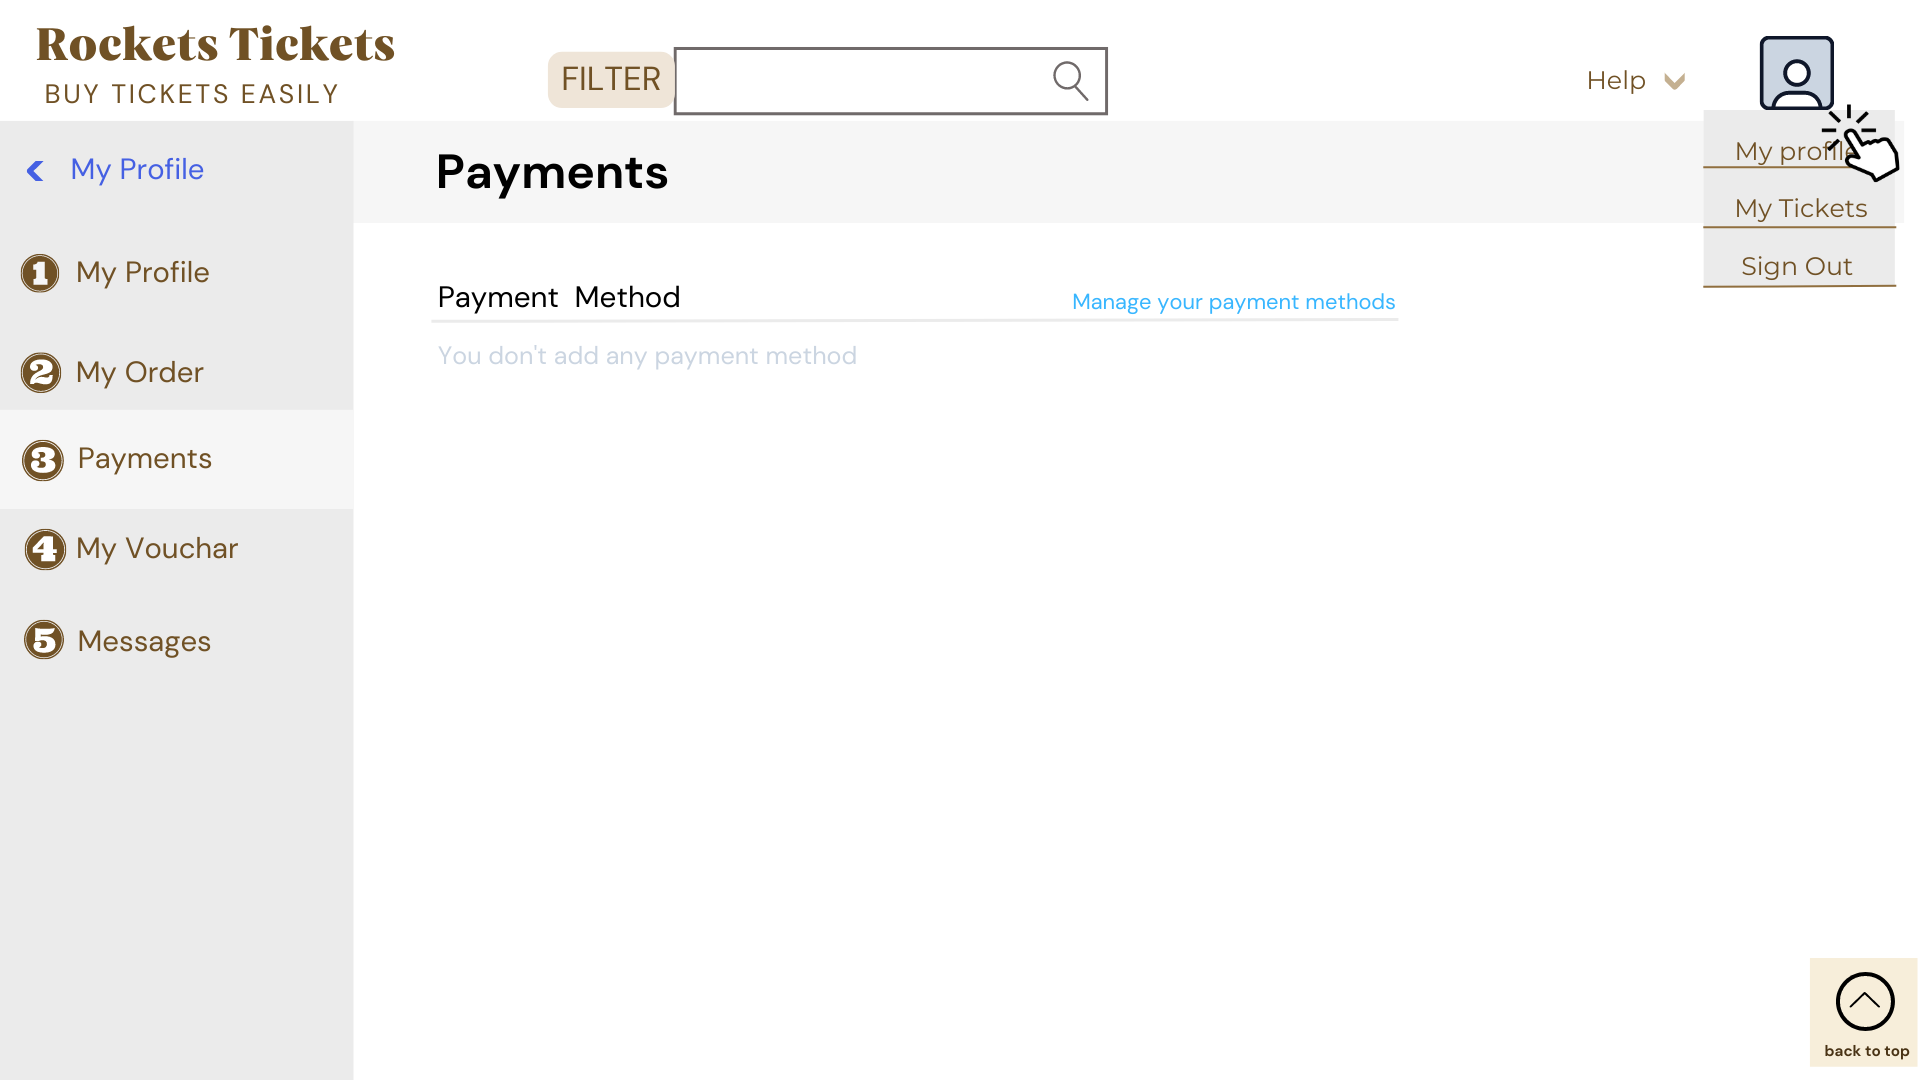 Rockets Tickets
BUY TICKETS EASILY
FILTER
Help
My Profile
Payments
My profile
My Tickets
Sign Out
1 My Profile
Payment Method
Manage your payment methods
You don't add any payment method
2 My Order
3 Payments
4 My Vouchar
5 Messages
back to top